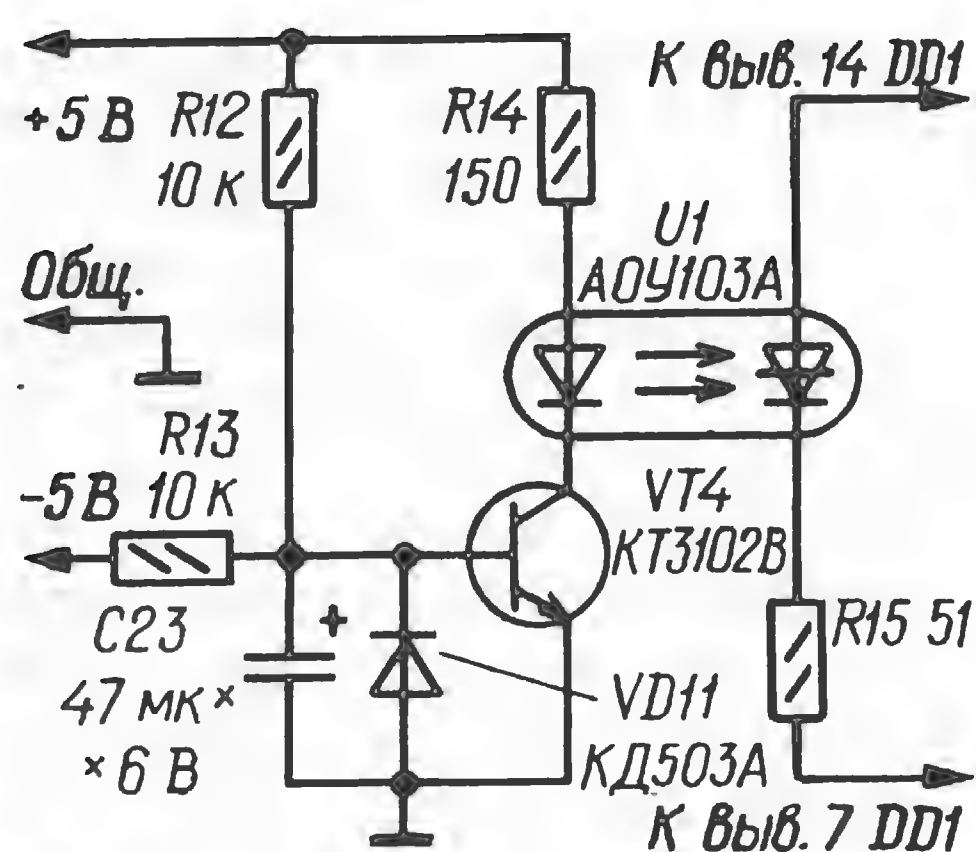 К выв. 14 DD1
+5 В
R12
10 к
R14
150
U1
АОУ103А
Общ.
R13
10 к
-5 В
VT4
КТ3102В
C23
47 мк ×
× 6 В
+
R15 51
VD11
КД503А
К выв. 7 DD1